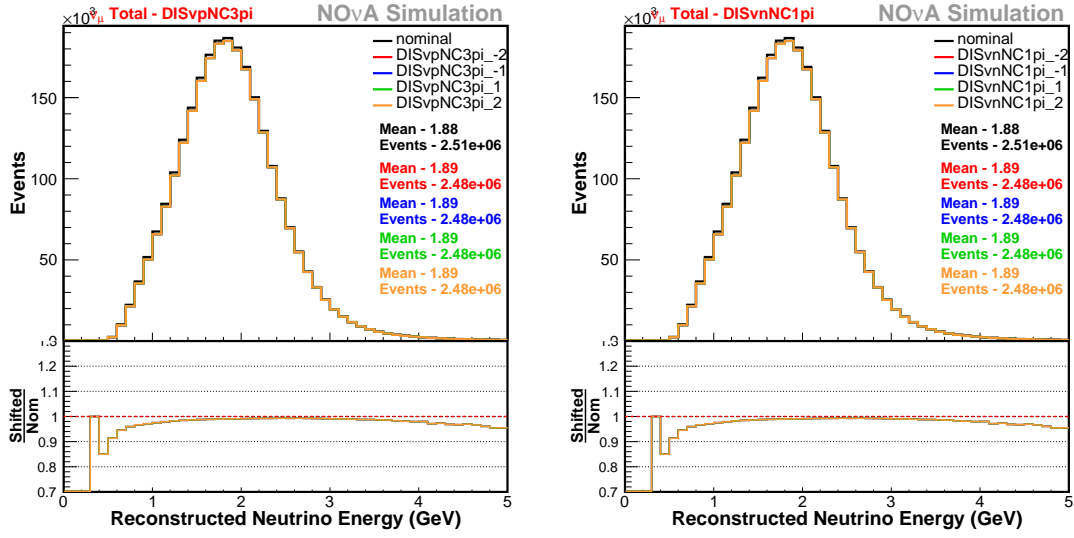 ×10³
ν̄μ Total - DISvpNC3pi
NOνA Simulation
nominal
DISvpNC3pi_-2
DISvpNC3pi_-1
DISvpNC3pi_1
DISvpNC3pi_2
Mean - 1.88
Events - 2.51e+06
Mean - 1.89
Events - 2.48e+06
Mean - 1.89
Events - 2.48e+06
Mean - 1.89
Events - 2.48e+06
Mean - 1.89
Events - 2.48e+06
Events
150
100
50
1.2
1.1
1
0.9
0.8
0.7
Shifted
Nom
0 1 2 3 4 5
Reconstructed Neutrino Energy (GeV)
×10³
ν̄μ Total - DISvnNC1pi
NOνA Simulation
nominal
DISvnNC1pi_-2
DISvnNC1pi_-1
DISvnNC1pi_1
DISvnNC1pi_2
Mean - 1.88
Events - 2.51e+06
Mean - 1.89
Events - 2.48e+06
Mean - 1.89
Events - 2.48e+06
Mean - 1.89
Events - 2.48e+06
Mean - 1.89
Events - 2.48e+06
Events
150
100
50
1.2
1.1
1
0.9
0.8
0.7
Shifted
Nom
0 1 2 3 4 5
Reconstructed Neutrino Energy (GeV)